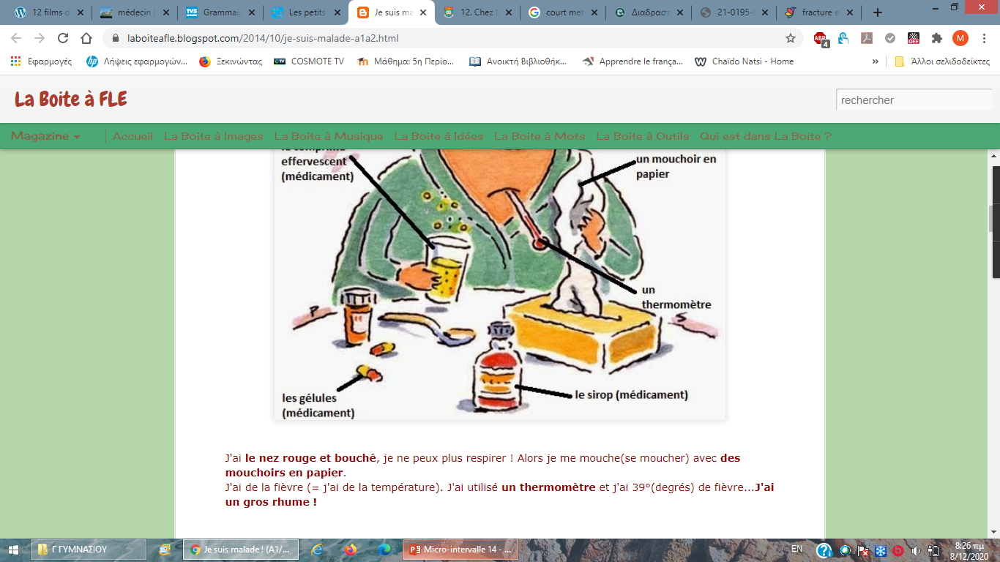 12 films d
médecin |
Grammair
Les petits
Je suis ma
12. Chez l
court met
Διαδραστ
21-0195-
fracture e
laboiteafle.blogspot.com/2014/10/je-suis-malade-a1a2.html
Εφαρμογές Λήψεις εφαρμογών... Ξεκινώντας COSMOTE TV Μάθημα: 5η Περίο... Ανοικτή Βιβλιοθήκ... Apprendre le frança... Chaïdo Natsi - Home » Άλλοι σελιδοδείκτες
La Boite à FLE
rechercher
Magazine Accueil La Boite à Images La Boite à Musique La Boite à Idées La Boite à Mots La Boite à Outils Qui est dans La Boite ?
le comprimé
effervescent
(médicament)
un mouchoir en
papier
un
thermomètre
les gélules
(médicament)
le sirop (médicament)
J'ai le nez rouge et bouché, je ne peux plus respirer ! Alors je me mouche(se moucher) avec des
mouchoirs en papier.
J'ai de la fièvre (= j'ai de la température). J'ai utilisé un thermomètre et j'ai 39°(degrés) de fièvre...J'ai
un gros rhume !
Γ ΓΥΜΝΑΣΙΟΥ
Je suis malade ! (A1/...
Micro-intervalle 14 - ...
EN
8:26 πμ
8/12/2020